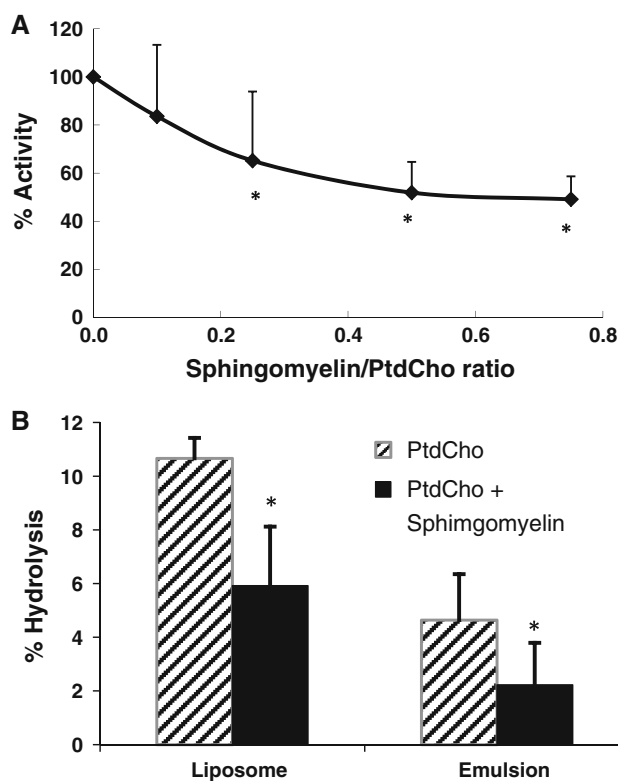 A
120
100
80
60
40
20
0
% Activity
*
*
*
0.0
0.2
0.4
0.6
0.8
Sphingomyelin/PtdCho ratio
B
12
10
8
6
4
2
0
% Hydrolysis
PtdCho
PtdCho +
Sphimgomyelin
*
*
Liposome
Emulsion